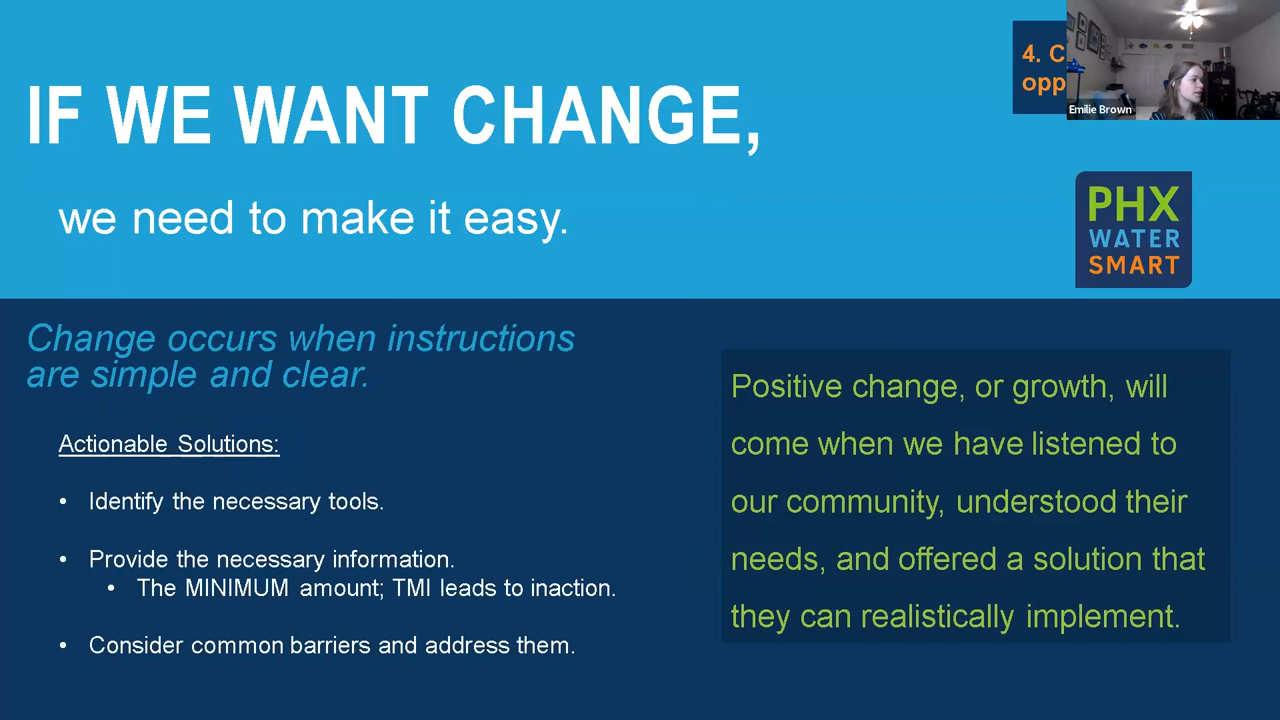 IF WE WANT CHANGE,
we need to make it easy.
4. C
opp
Emilie Brown
PHX
WATER
SMART
Change occurs when instructions
are simple and clear.
Actionable Solutions:
• Identify the necessary tools.
• Provide the necessary information.
• The MINIMUM amount; TMI leads to inaction.
• Consider common barriers and address them.
Positive change, or growth, will
come when we have listened to
our community, understood their
needs, and offered a solution that
they can realistically implement.